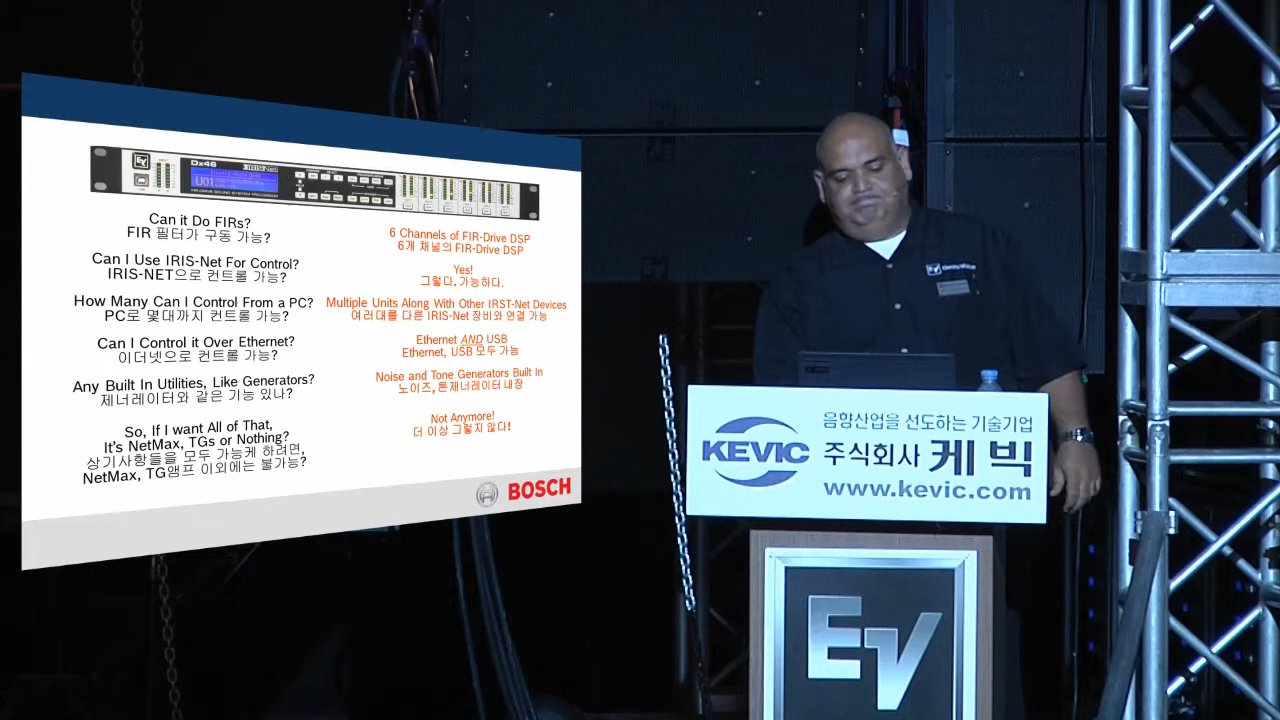 EV
Dx46
IRIS-Net
U01
FIR-DRIVE SOUND SYSTEM PROCESSOR
Can it Do FIRs?
FIR 필터가 구동 가능?
6 Channels of FIR-Drive DSP
6개 채널의 FIR-Drive DSP
Can I Use IRIS-Net For Control?
IRIS-NET으로 컨트롤 가능?
Yes!
그렇다. 가능하다.
How Many Can I Control From a PC?
PC로 몇대까지 컨트롤 가능?
Multiple Units Along With Other IRST-Net Devices
여러대를 다른 IRIS-Net 장비와 연결 가능
Can I Control it Over Ethernet?
이더넷으로 컨트롤 가능?
Ethernet AND USB
Ethernet, USB 모두 가능
Any Built In Utilities, Like Generators?
제너레이터와 같은 기능 있나?
Noise and Tone Generators Built In
노이즈, 톤제너레이터 내장
So, If I want All of That,
It's NetMax, TGs or Nothing?
상기사항들을 모두 가능케 하려면,
NetMax, TG앰프 이외에는 불가능?
Not Anymore!
더 이상 그렇지 않다!
BOSCH
EV
KEVIC
음향산업을 선도하는 기술기업
주식회사 케빅
www.kevic.com
EV